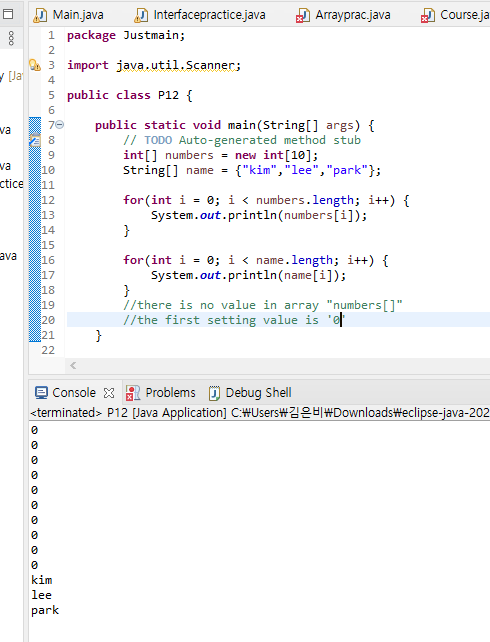 Main.java Interfacepractice.java Arrayprac.java Course.ja
1 package Justmain;
2
3 import java.util.Scanner;
4
5 public class P12 {
6
7 public static void main(String[] args) {
8 // TODO Auto-generated method stub
9 int[] numbers = new int[10];
10 String[] name = {"kim","lee","park"};
11
12 for(int i = 0; i < numbers.length; i++) {
13 System.out.println(numbers[i]);
14 }
15
16 for(int i = 0; i < name.length; i++) {
17 System.out.println(name[i]);
18 }
19 //there is no value in array "numbers[]"
20 //the first setting value is '0'
21 }
22
y [Ja
va
va
ctice
ava
Console Problems Debug Shell
<terminated> P12 [Java Application] C:₩Users₩김은비₩Downloads₩eclipse-java-202
0
0
0
0
0
0
0
0
0
0
kim
lee
park